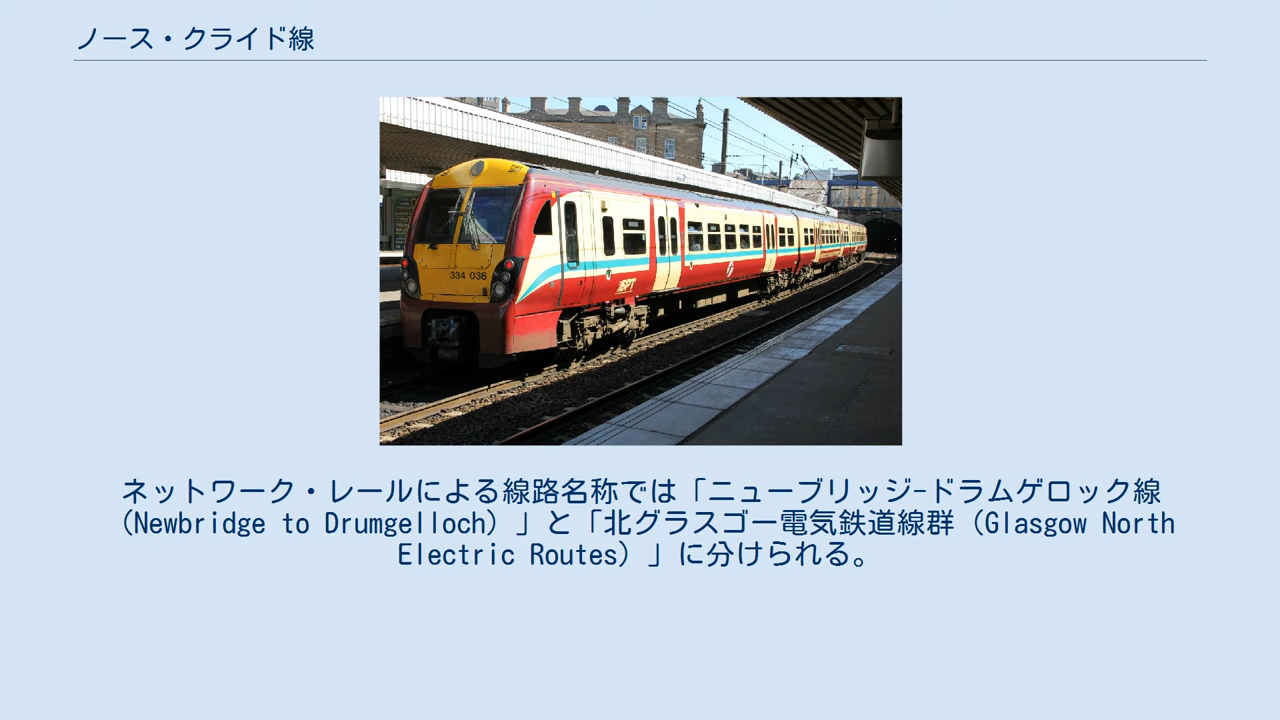 ノース・クライド線
334 036
SPT
ネットワーク・レールによる線路名称では「ニューブリッジ-ドラムゲロック線
(Newbridge to Drumgelloch) 」と「北グラスゴー電気鉄道線群 (Glasgow North
Electric Routes) 」に分けられる。